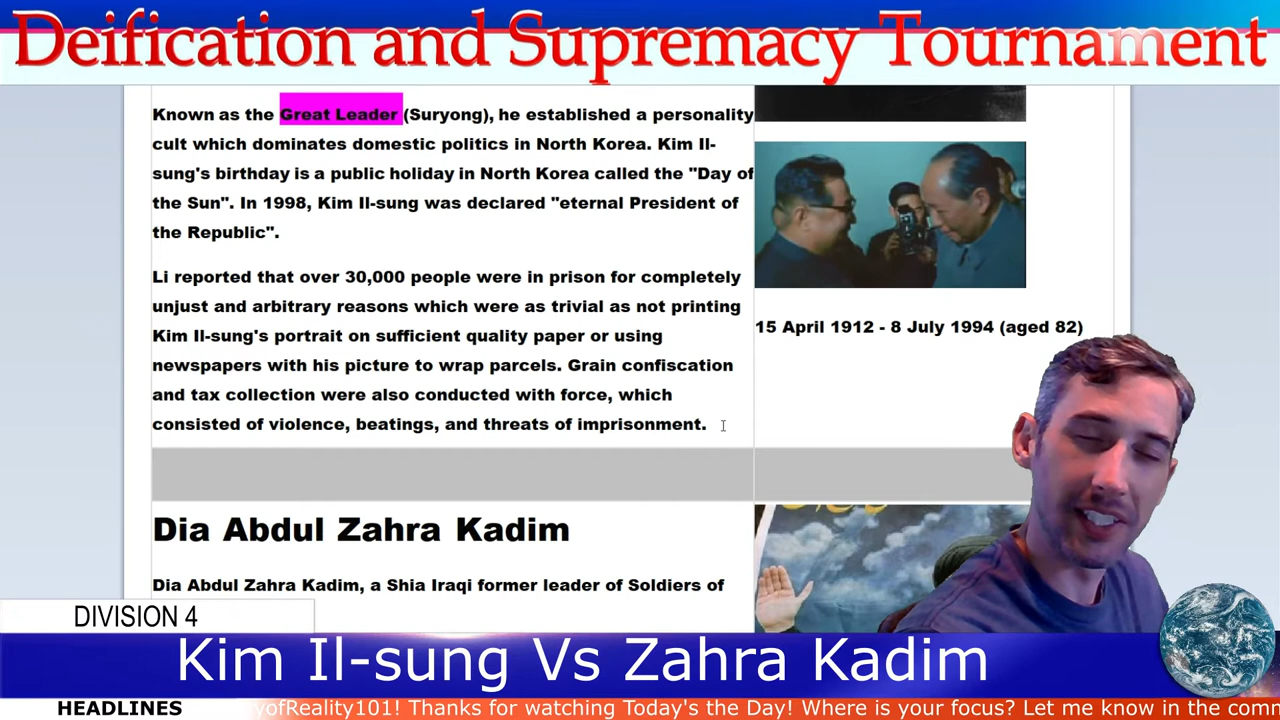 Deification and Supremacy Tournament
Known as the Great Leader (Suryong), he established a personality
cult which dominates domestic politics in North Korea. Kim Il-
sung's birthday is a public holiday in North Korea called the "Day of
the Sun". In 1998, Kim Il-sung was declared "eternal President of
the Republic".
Li reported that over 30,000 people were in prison for completely
unjust and arbitrary reasons which were as trivial as not printing
Kim Il-sung's portrait on sufficient quality paper or using
newspapers with his picture to wrap parcels. Grain confiscation
and tax collection were also conducted with force, which
consisted of violence, beatings, and threats of imprisonment.
15 April 1912 - 8 July 1994 (aged 82)
Dia Abdul Zahra Kadim
Dia Abdul Zahra Kadim, a Shia Iraqi former leader of Soldiers of
DIVISION 4
Kim Il-sung Vs Zahra Kadim
HEADLINES yofReality101! Thanks for watching Today's the Day! Where is your focus? Let me know in the comm